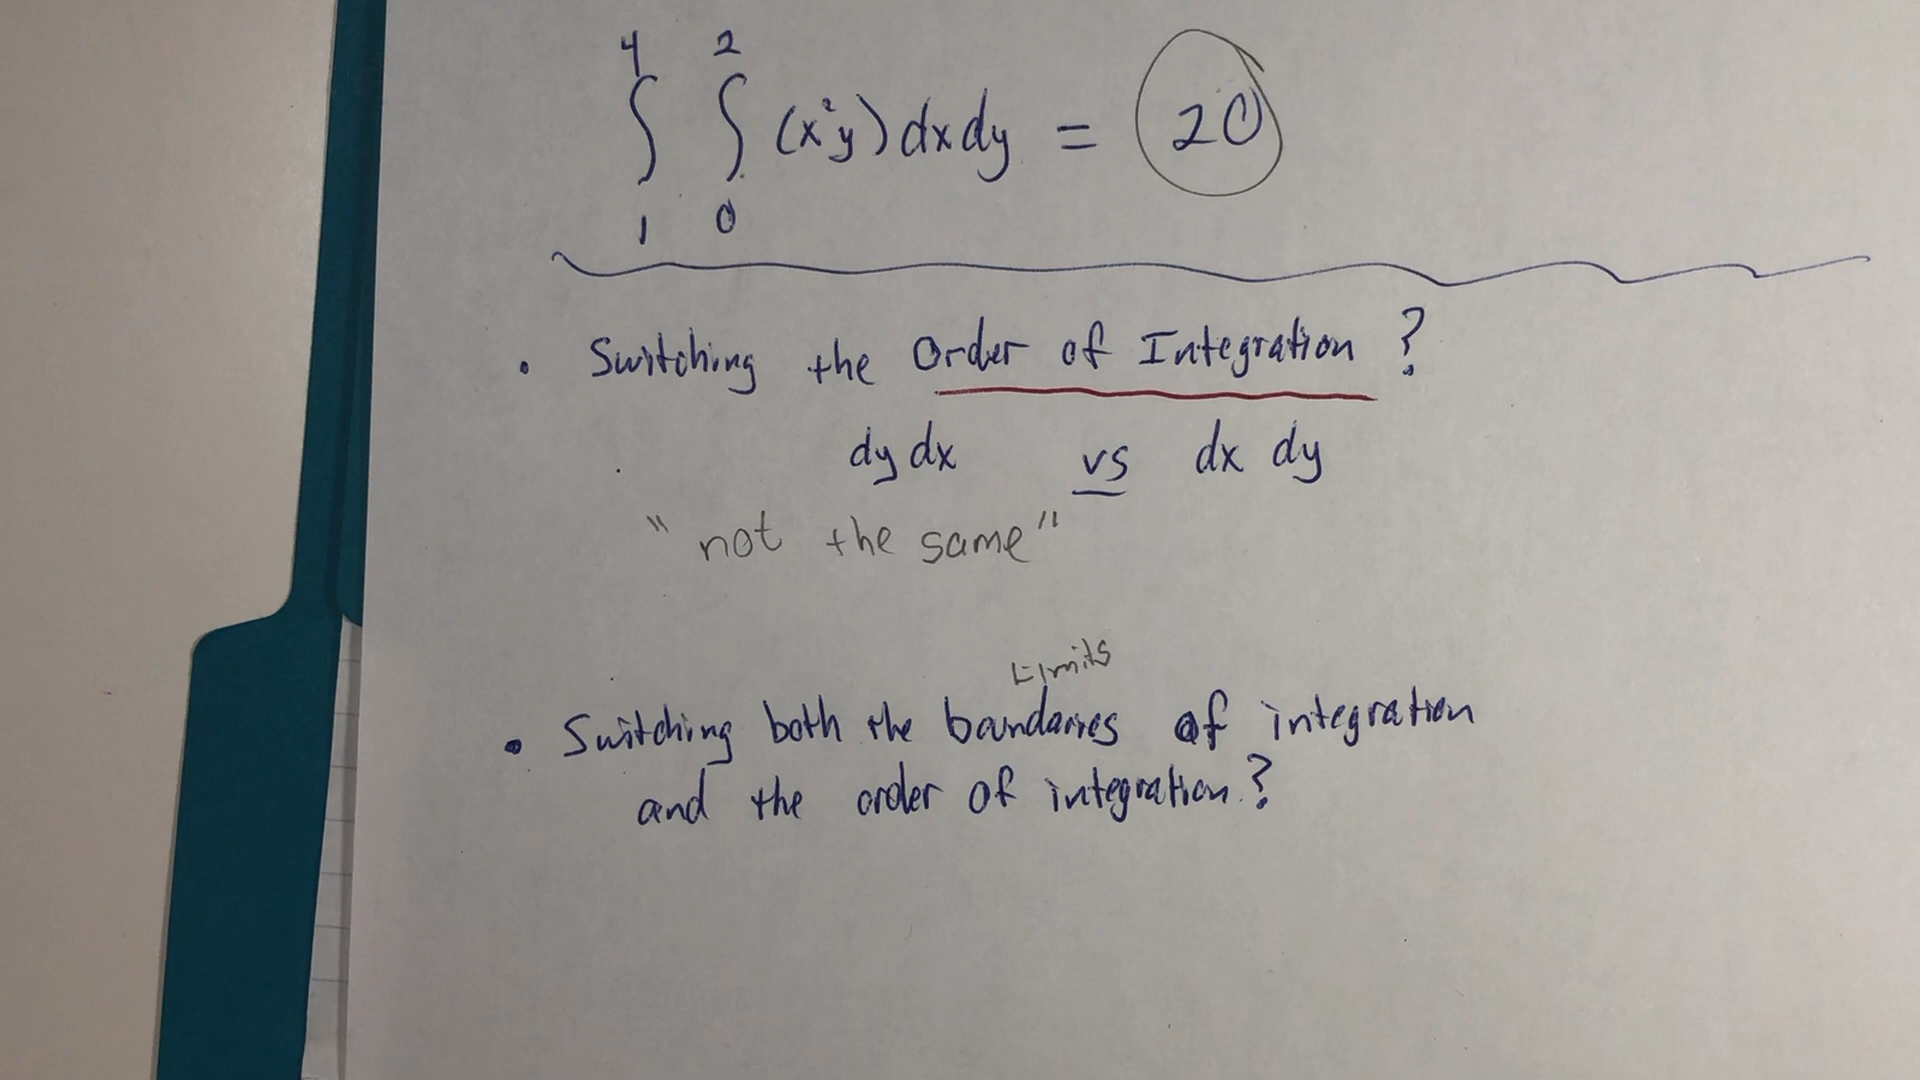 4 2
∫ ∫ (x²y) dx dy = 20
1 0
• Switching the Order of Integration ?
dy dx vs dx dy
" not the same "
Limits
• Switching both the boundaries of integration
and the order of integration ?